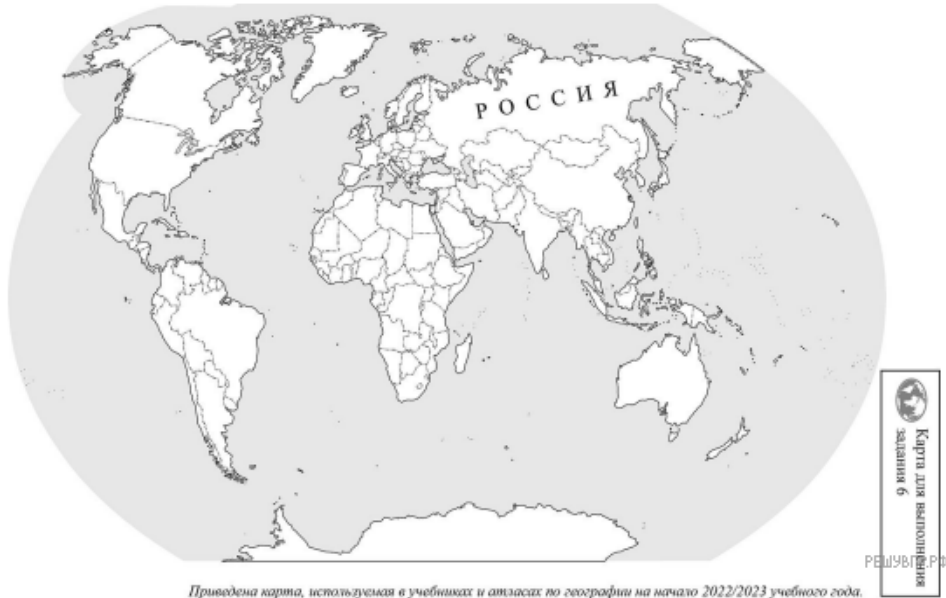 РОССИЯ
Карта для выполнения
задания 6
РЕШУВПР.РФ
Приведена карта, используемая в учебниках и атласах по географии на начало 2022/2023 учебного года.